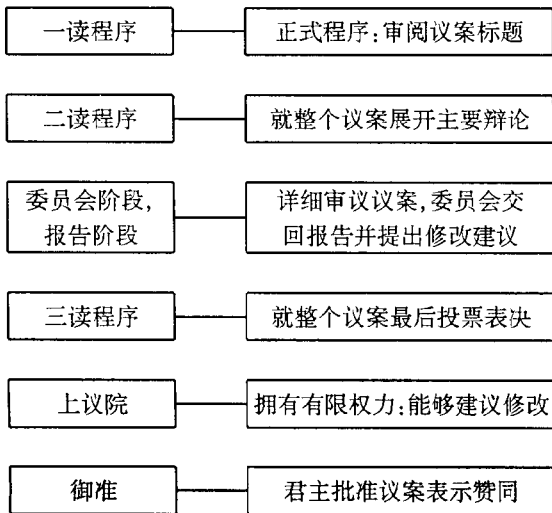 一读程序
正式程序:审阅议案标题
二读程序
就整个议案展开主要辩论
委员会阶段,
报告阶段
详细审议议案,委员会交
回报告并提出修改建议
三读程序
就整个议案最后投票表决
上议院
拥有有限权力:能够建议修改
御准
君主批准议案表示赞同